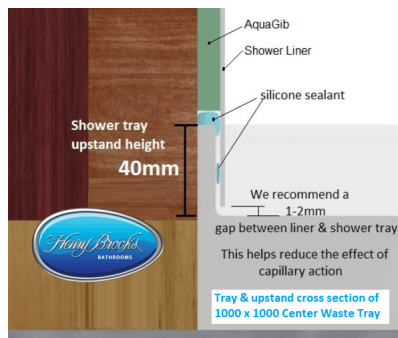 AquaGib
Shower Liner
silicone sealant
Shower tray
upstand height
40mm
We recommend a
1-2mm
gap between liner & shower tray
This helps reduce the effect of
capillary action
Henry Brooks
BATHROOMS
Tray & upstand cross section of
1000 x 1000 Center Waste Tray